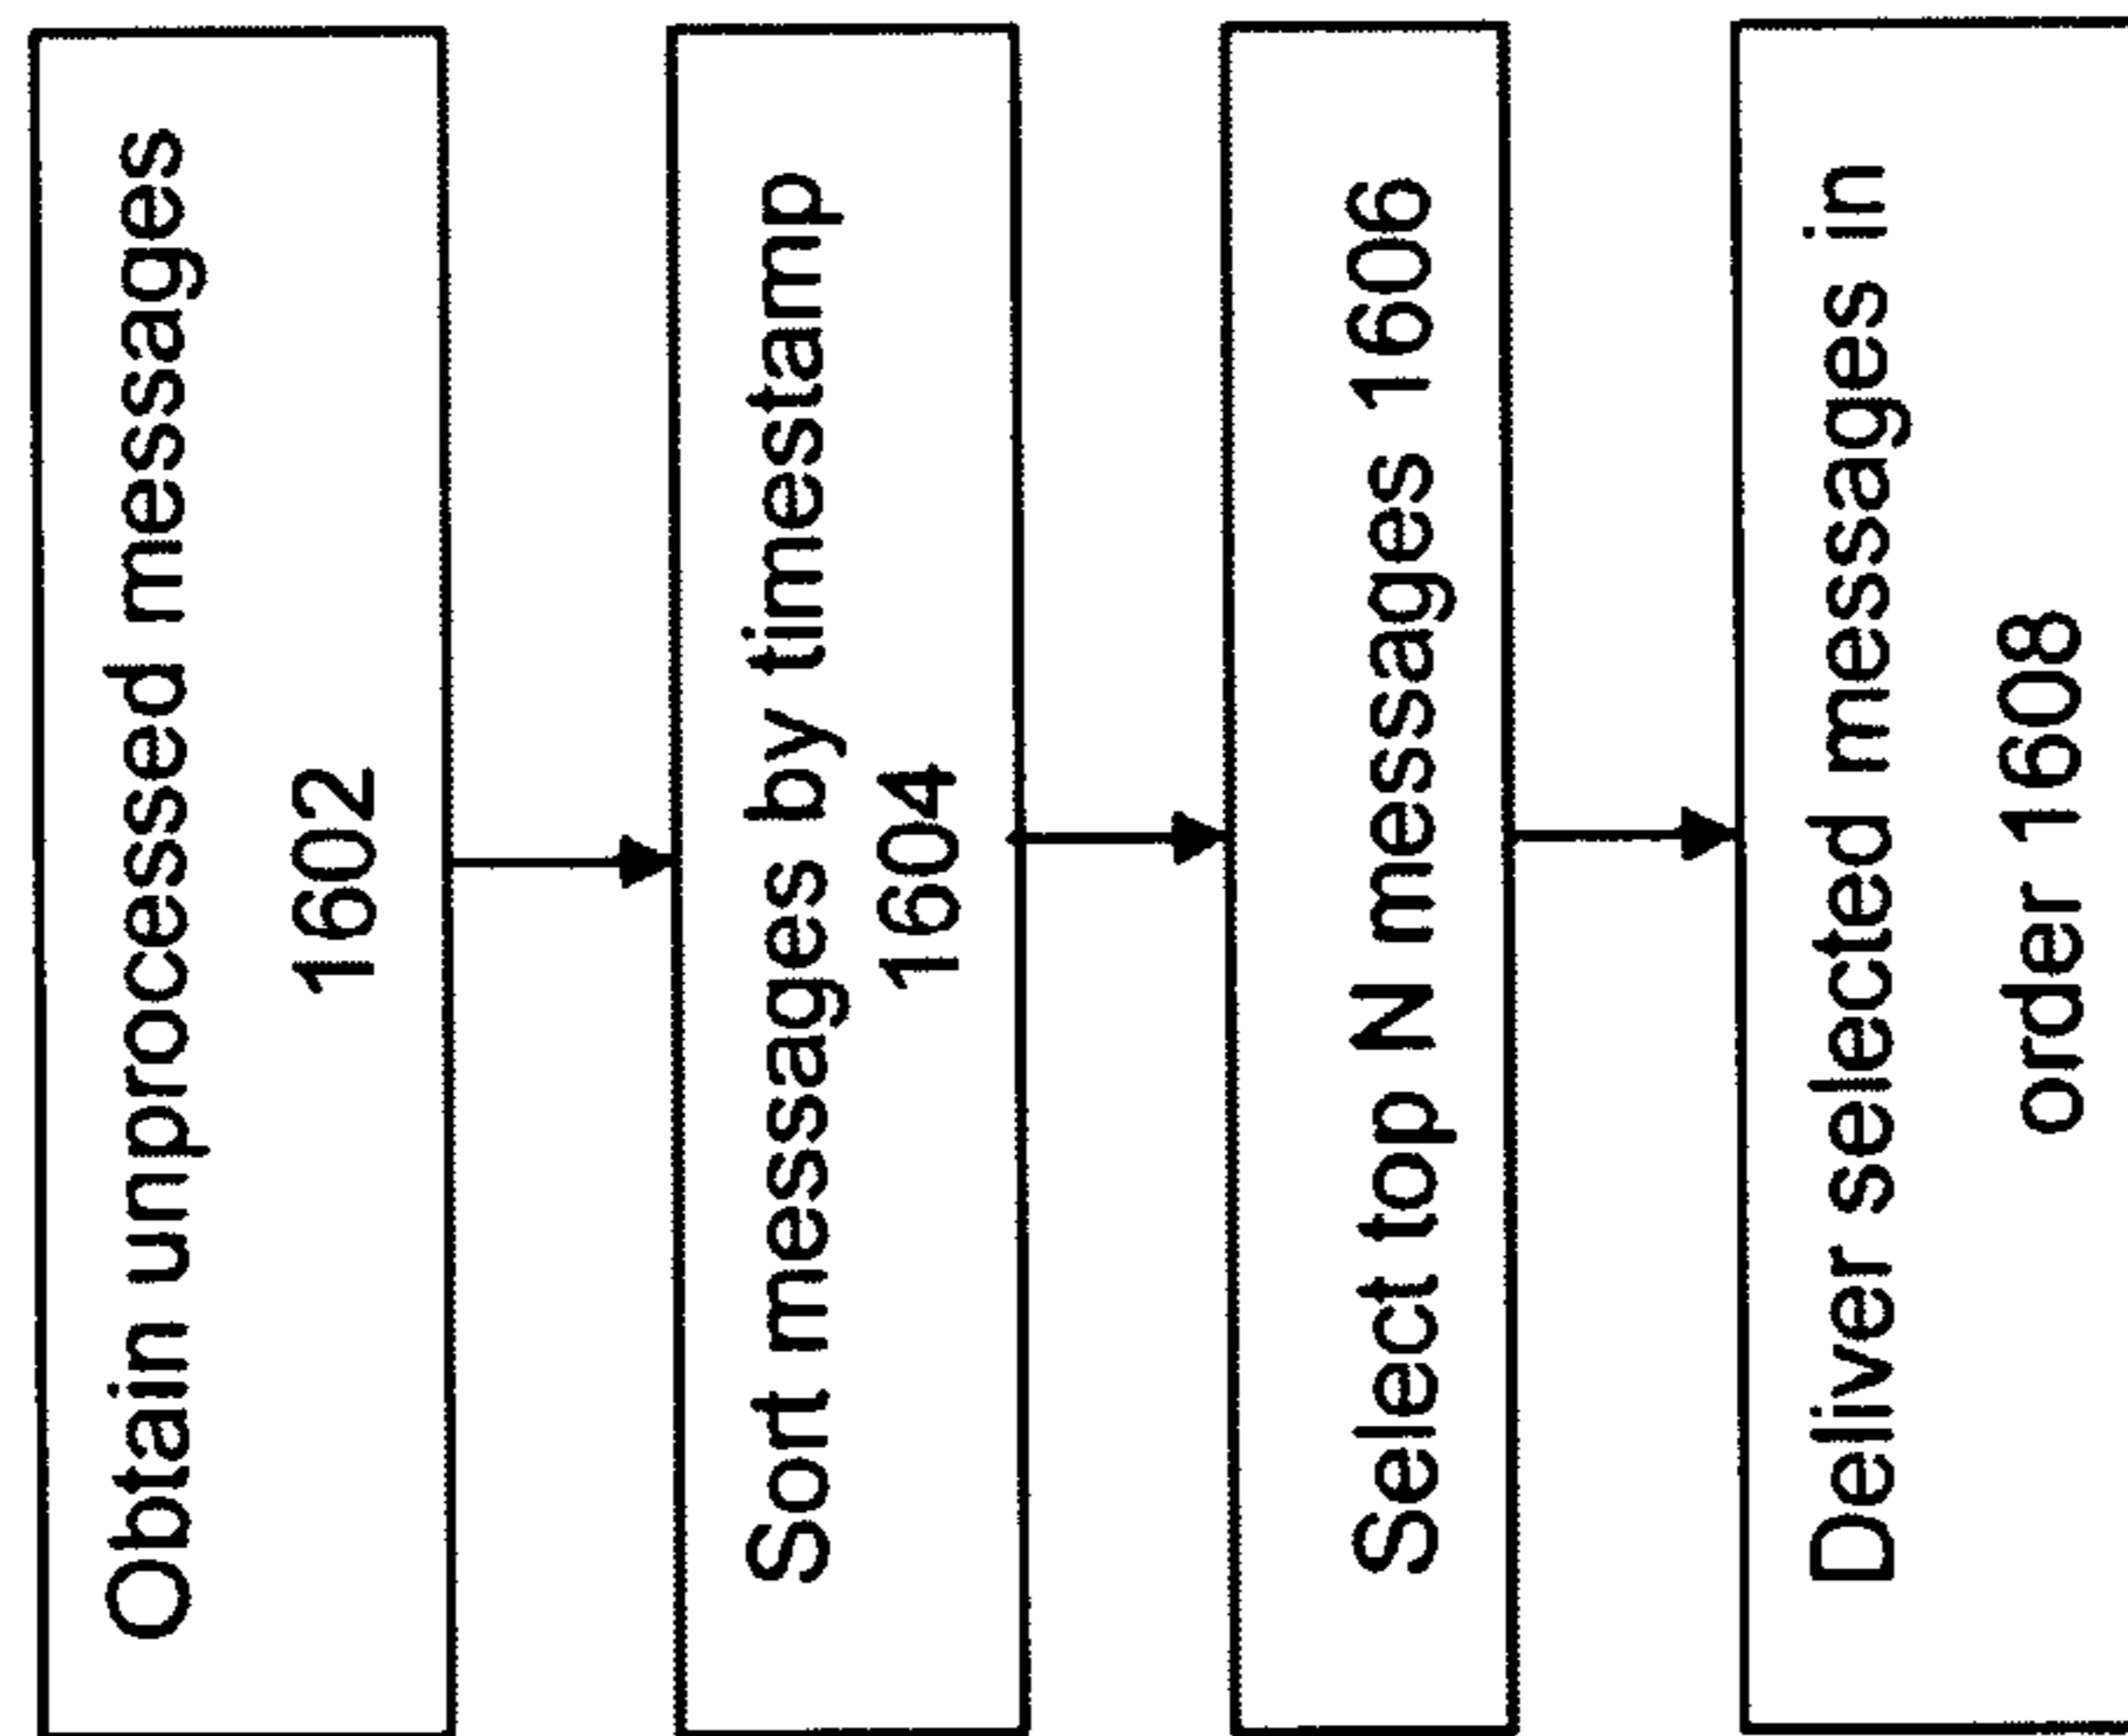 Obtain unprocessed messages
1602
Sort messages by timestamp
1604
Select top N messages 1606
Deliver selected messages in
order 1608